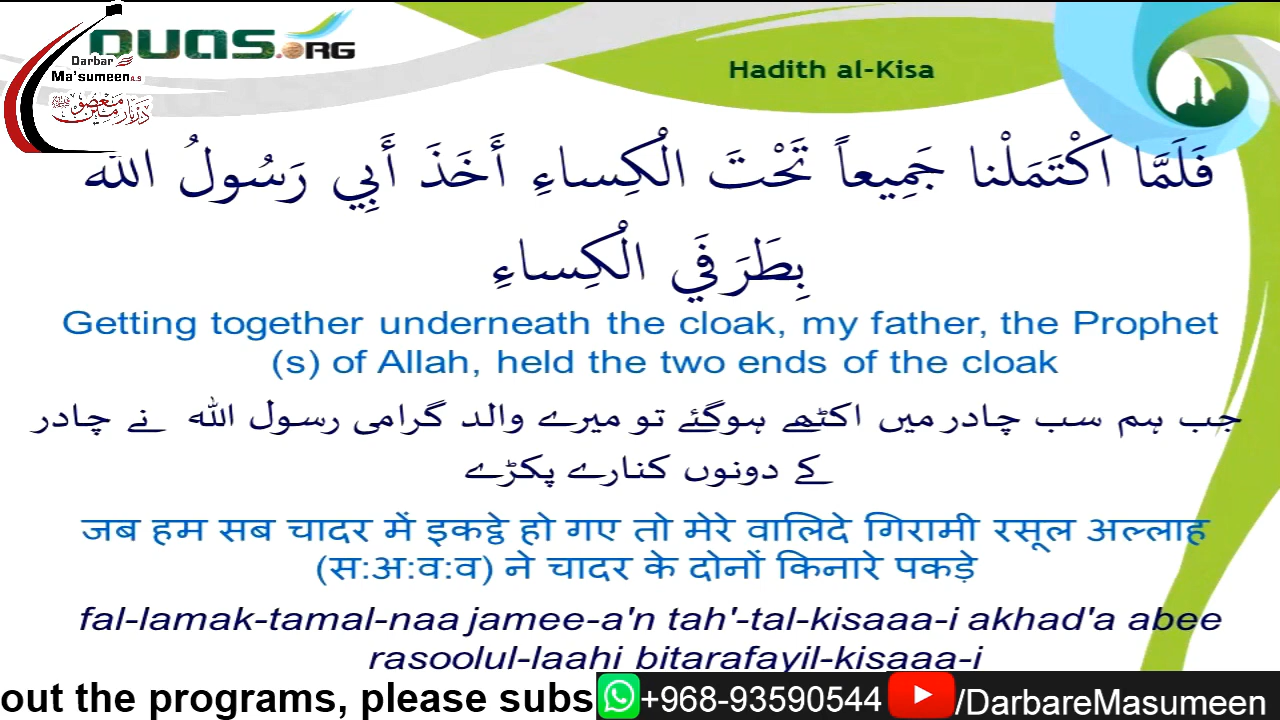 DUAS.ORG
Darbar
Ma'sumeen A.S
دربار معصومین
Hadith al-Kisa
فَلَمَّا اكْتَمَلْنا جَمِيعاً تَحْتَ الْكِساءِ أَخَذَ أَبِي رَسُولُ الله
بِطَرَفَيِ الْكِساءِ
Getting together underneath the cloak, my father, the Prophet
(s) of Allah, held the two ends of the cloak
جب ہم سب چادر میں اکٹھے ہوگئے تو میرے والد گرامی رسول اللہ نے چادر
کے دونوں کنارے پکڑے
जब हम सब चादर में इकट्ठे हो गए तो मेरे वालिदे गिरामी रसूल अल्लाह
(स:अ:व:व) ने चादर के दोनों किनारे पकड़े
fal-lamak-tamal-naa jamee-a'n tah'-tal-kisaaa-i akhad'a abee
rasoolul-laahi bitarafayil-kisaaa-i
out the programs, please subs +968-93590544 /DarbareMasumeen